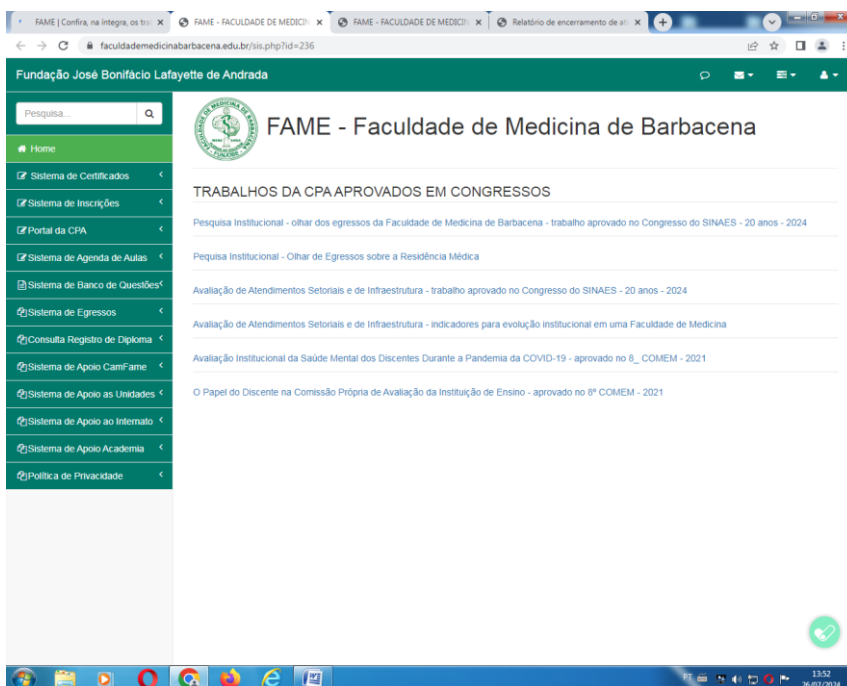 FAME | Confira, na íntegra, os tra
FAME - FACULDADE DE MEDICIN
FAME - FACULDADE DE MEDICIN
Relatório de encerramento de at
faculdademedicinabarbacena.edu.br/sis.php?id=236
Fundação José Bonifácio Lafayette de Andrada
Pesquisa...
FAME - Faculdade de Medicina de Barbacena
Home
Sistema de Certificados
Sistema de Inscrições
Portal da CPA
Sistema de Agenda de Aulas
Sistema de Banco de Questões
Sistema de Egressos
Consulta Registro de Diploma
Sistema de Apoio CamFame
Sistema de Apoio as Unidades
Sistema de Apoio ao Internato
Sistema de Apoio Academia
Política de Privacidade
TRABALHOS DA CPA APROVADOS EM CONGRESSOS
Pesquisa Institucional - olhar dos egressos da Faculdade de Medicina de Barbacena - trabalho aprovado no Congresso do SINAES - 20 anos - 2024
Pequisa Institucional - Olhar de Egressos sobre a Residência Médica
Avaliação de Atendimentos Setoriais e de Infraestrutura - trabalho aprovado no Congresso do SINAES - 20 anos - 2024
Avaliação de Atendimentos Setoriais e de Infraestrutura - indicadores para evolução institucional em uma Faculdade de Medicina
Avaliação Institucional da Saúde Mental dos Discentes Durante a Pandemia da COVID-19 - aprovado no 8_ COMEM - 2021
O Papel do Discente na Comissão Própria de Avaliação da Instituição de Ensino - aprovado no 8º COMEM - 2021
PT
13:52
26/07/2024